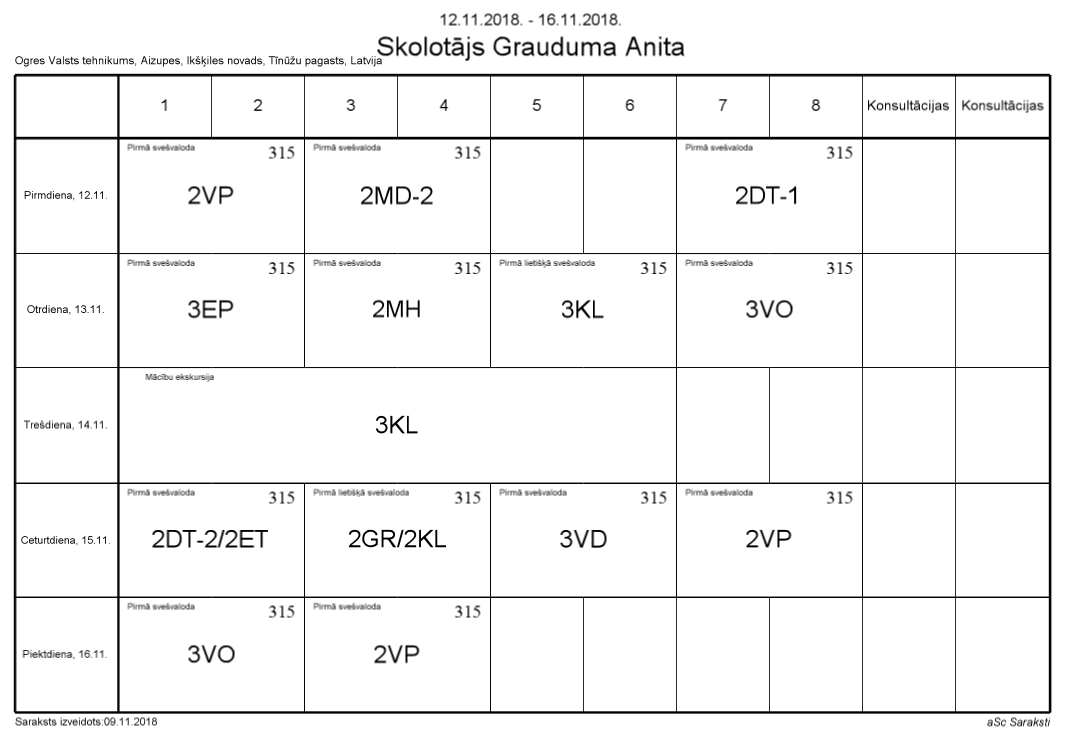 12.11.2018. - 16.11.2018.
Skolotājs Grauduma Anita
Ogres Valsts tehnikums, Aizupes, Ikšķiles novads, Tīnūžu pagasts, Latvija
1 2 3 4 5 6 7 8 Konsultācijas Konsultācijas
Pirmdiena, 12.11.
Pirmā svešvaloda 315
2VP
Pirmā svešvaloda 315
2MD-2
Pirmā svešvaloda 315
2DT-1
Otrdiena, 13.11.
Pirmā svešvaloda 315
3EP
Pirmā svešvaloda 315
2MH
Pirmā lietišķā svešvaloda 315
3KL
Pirmā svešvaloda 315
3VO
Trešdiena, 14.11.
Mācību ekskursija
3KL
Ceturtdiena, 15.11.
Pirmā svešvaloda 315
2DT-2/2ET
Pirmā lietišķā svešvaloda 315
2GR/2KL
Pirmā svešvaloda 315
3VD
Pirmā svešvaloda 315
2VP
Piektdiena, 16.11.
Pirmā svešvaloda 315
3VO
Pirmā svešvaloda 315
2VP
Saraksts izveidots:09.11.2018
aSc Saraksti